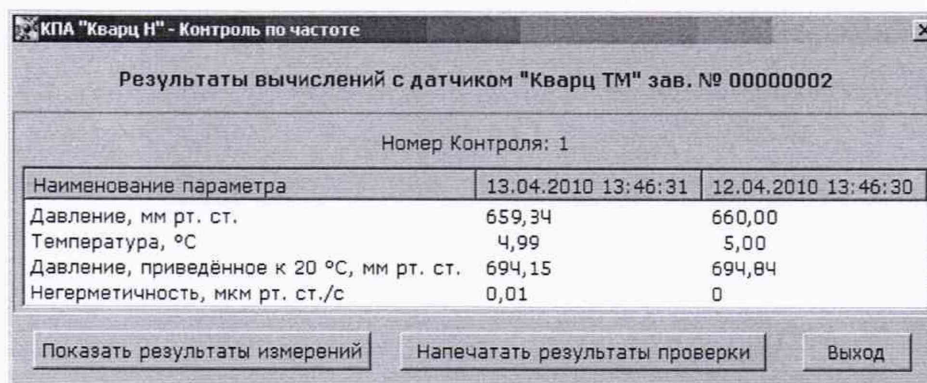 КПА "Кварц Н" - Контроль по частоте
Результаты вычислений с датчиком "Кварц ТМ" зав. № 00000002
Номер Контроля: 1
Наименование параметра 13.04.2010 13:46:31 12.04.2010 13:46:30
Давление, мм рт. ст. 659,34 660,00
Температура, °С 4,99 5,00
Давление, приведённое к 20 °С, мм рт. ст. 694,15 694,84
Негерметичность, мкм рт. ст./с 0,01 0
Показать результаты измерений Напечатать результаты проверки Выход